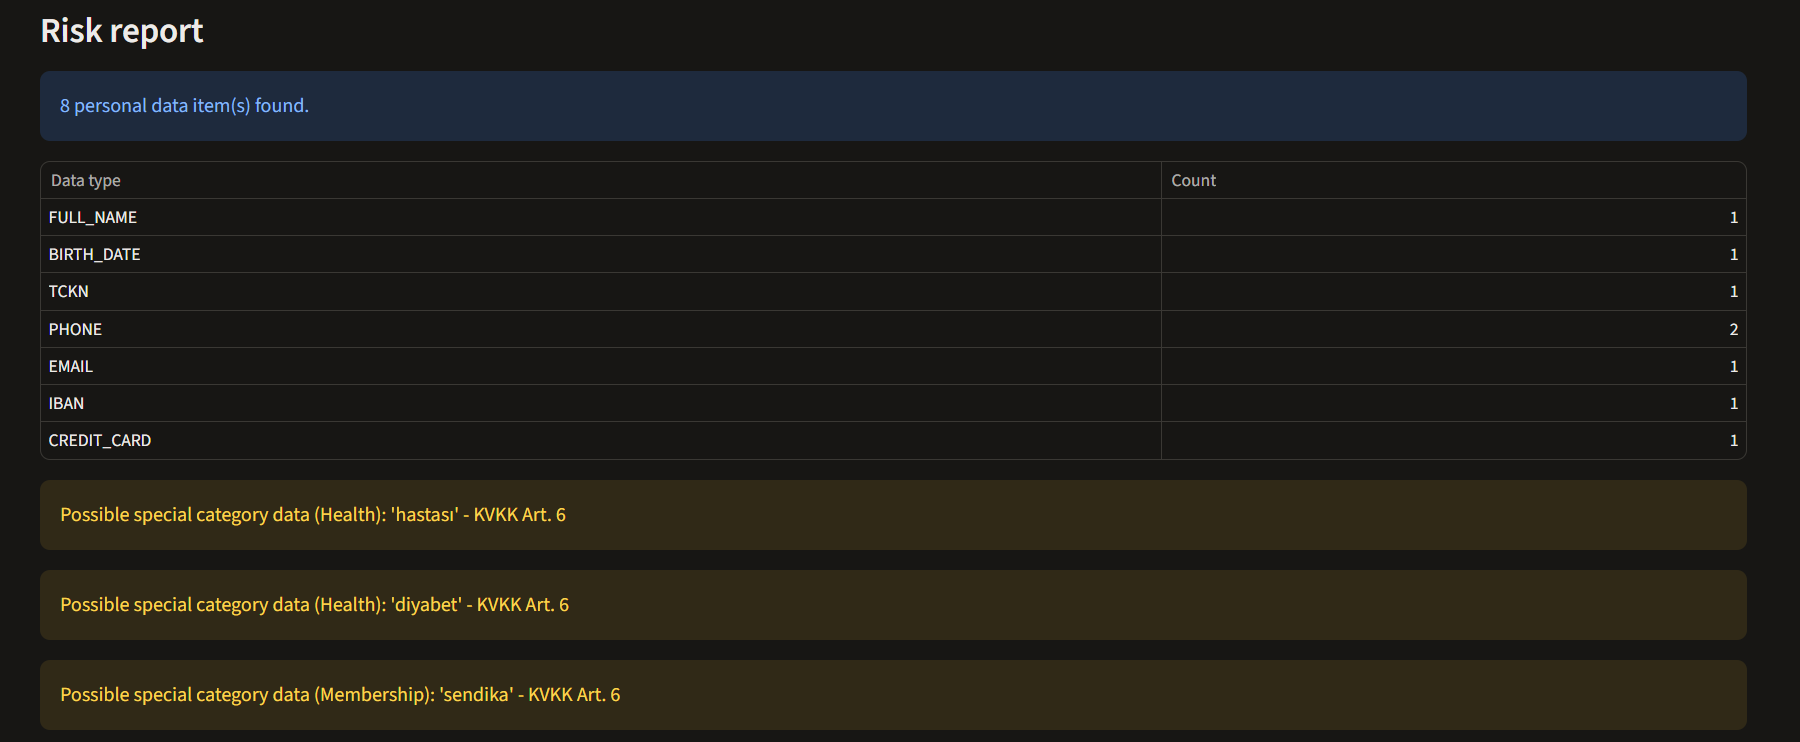 Risk report
8 personal data item(s) found.
Data type Count
FULL_NAME 1
BIRTH_DATE 1
TCKN 1
PHONE 2
EMAIL 1
IBAN 1
CREDIT_CARD 1
Possible special category data (Health): 'hastası' - KVKK Art. 6
Possible special category data (Health): 'diyabet' - KVKK Art. 6
Possible special category data (Membership): 'sendika' - KVKK Art. 6